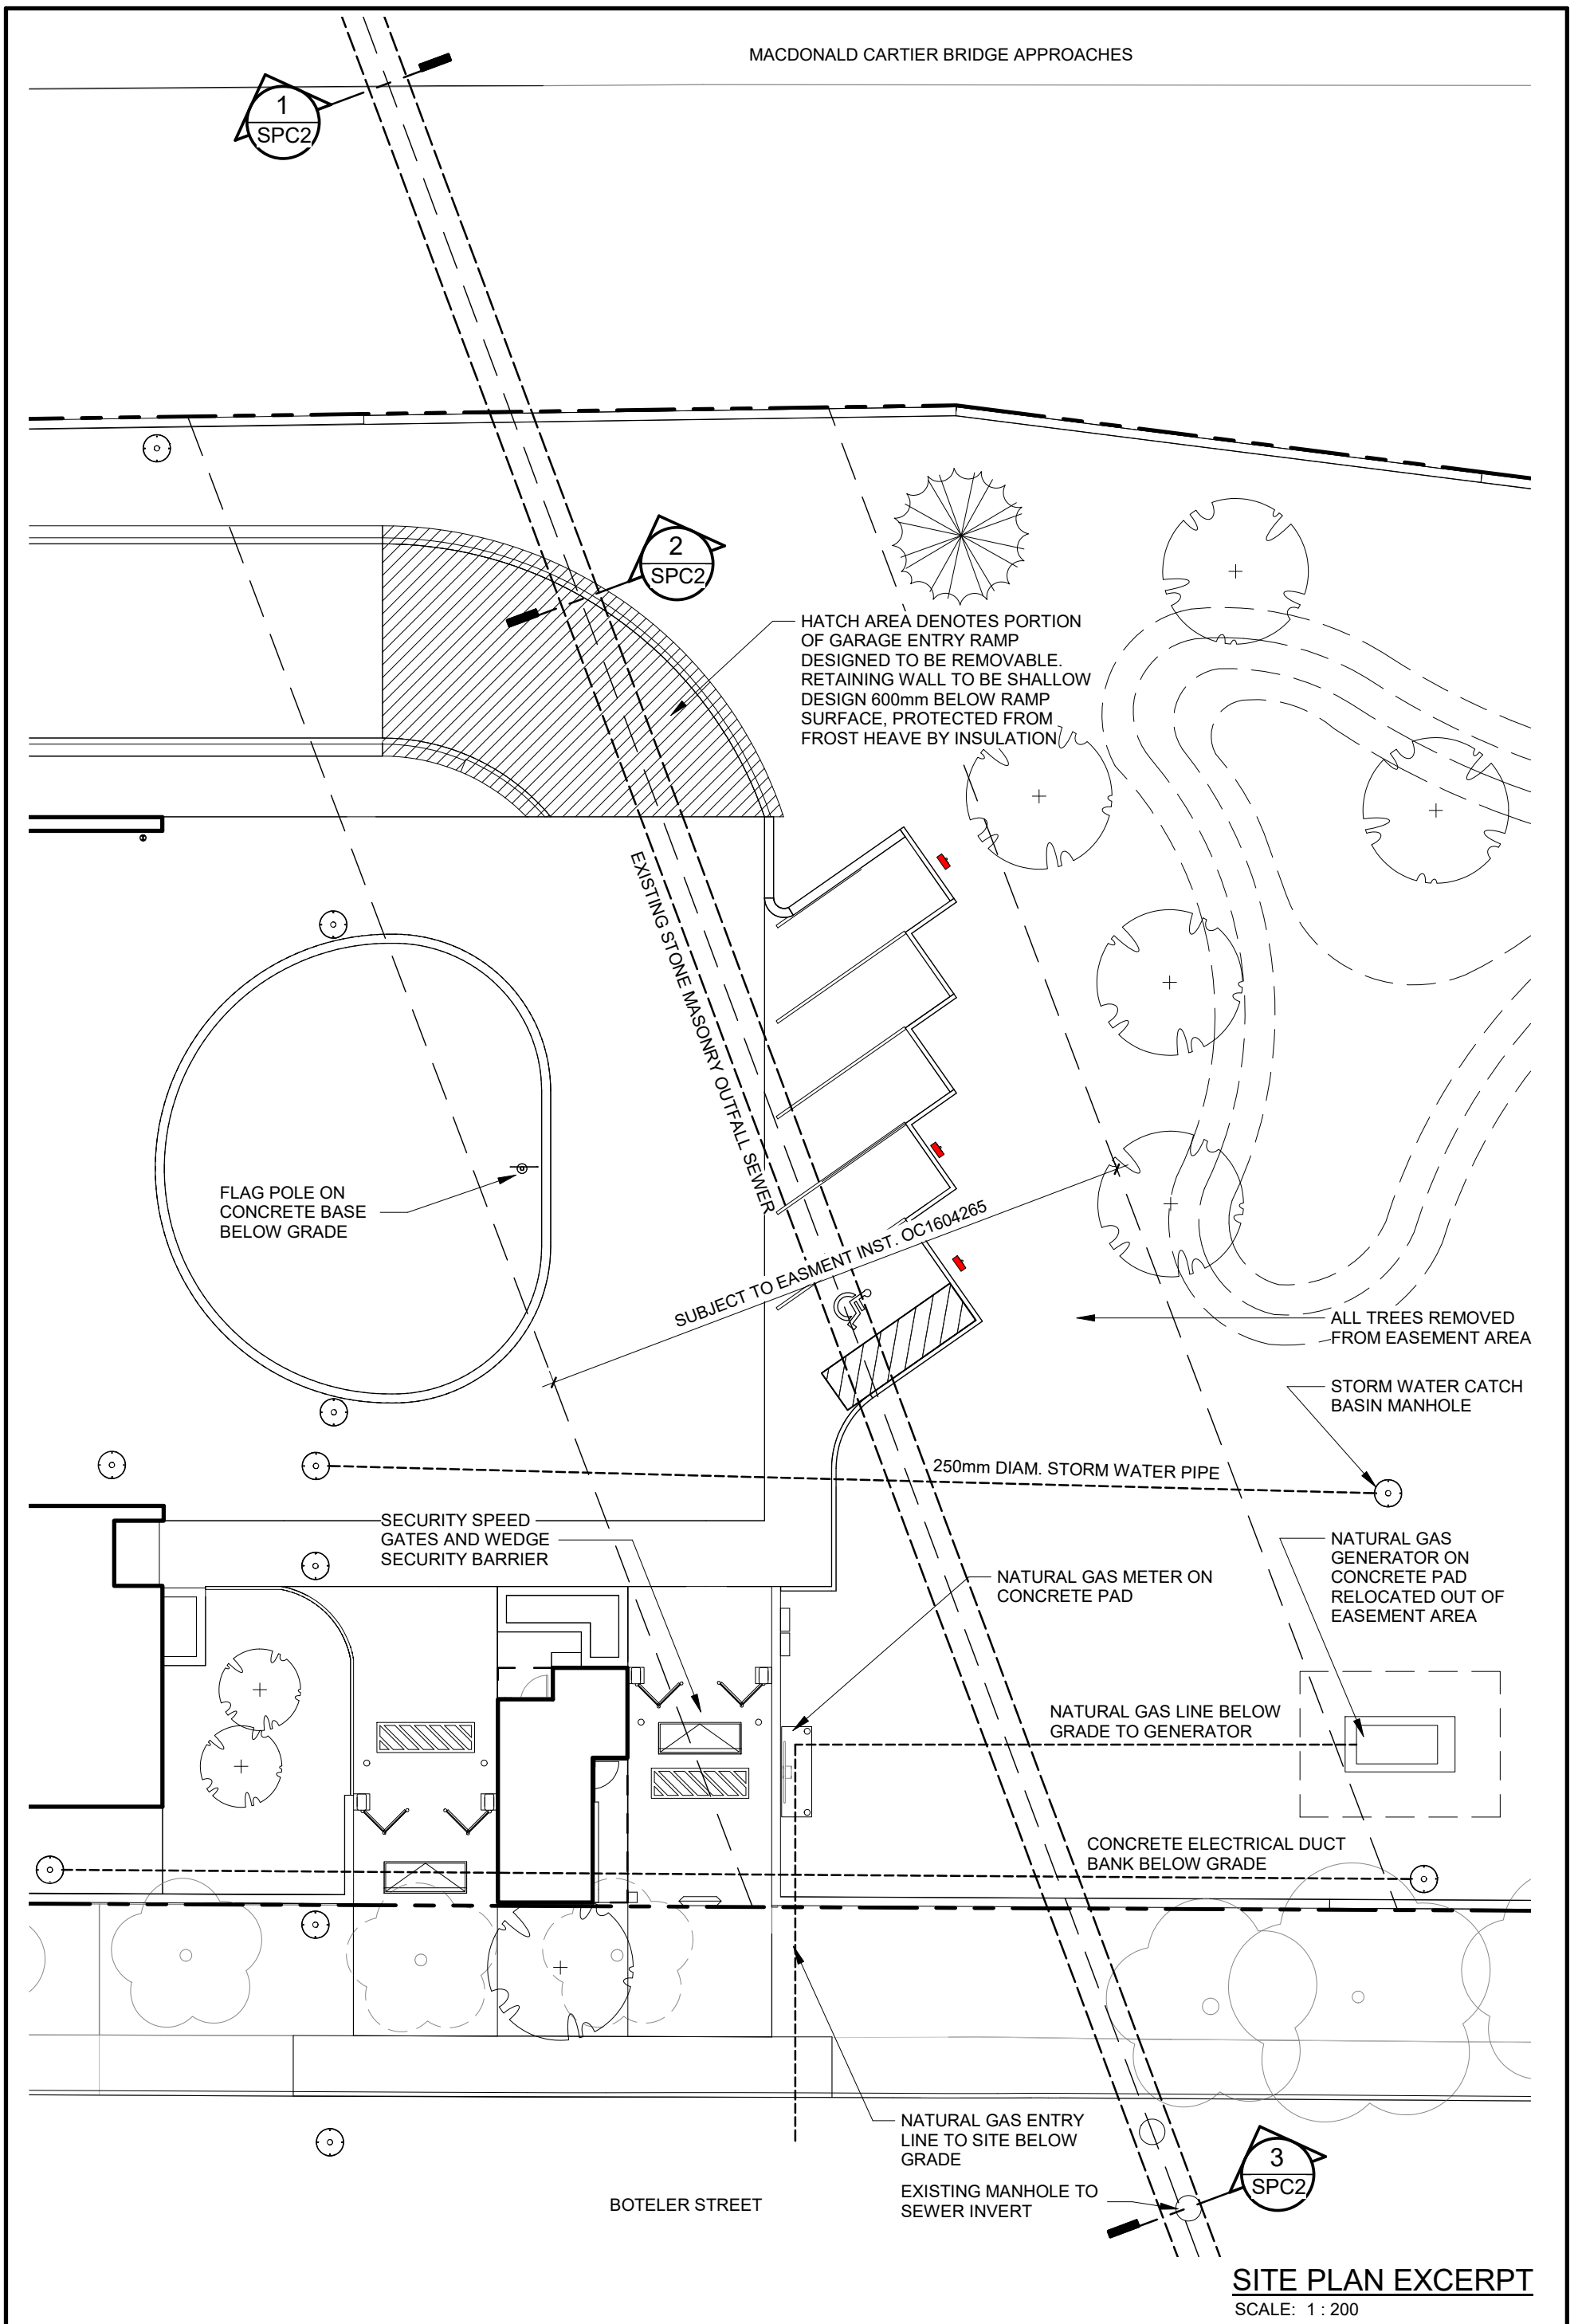 MACDONALD CARTIER BRIDGE APPROACHES
1
SPC2
2
SPC2
HATCH AREA DENOTES PORTION
OF GARAGE ENTRY RAMP
DESIGNED TO BE REMOVABLE.
RETAINING WALL TO BE SHALLOW
DESIGN 600mm BELOW RAMP
SURFACE, PROTECTED FROM
FROST HEAVE BY INSULATION
EXISTING STONE MASONRY OUTFALL SEWER
FLAG POLE ON
CONCRETE BASE
BELOW GRADE
SUBJECT TO EASMENT INST. OC1604265
ALL TREES REMOVED
FROM EASEMENT AREA
STORM WATER CATCH
BASIN MANHOLE
250mm DIAM. STORM WATER PIPE
SECURITY SPEED
GATES AND WEDGE
SECURITY BARRIER
NATURAL GAS METER ON
CONCRETE PAD
NATURAL GAS
GENERATOR ON
CONCRETE PAD
RELOCATED OUT OF
EASEMENT AREA
NATURAL GAS LINE BELOW
GRADE TO GENERATOR
CONCRETE ELECTRICAL DUCT
BANK BELOW GRADE
NATURAL GAS ENTRY
LINE TO SITE BELOW
GRADE
EXISTING MANHOLE TO
SEWER INVERT
3
SPC2
BOTELER STREET
SITE PLAN EXCERPT
SCALE: 1 : 200